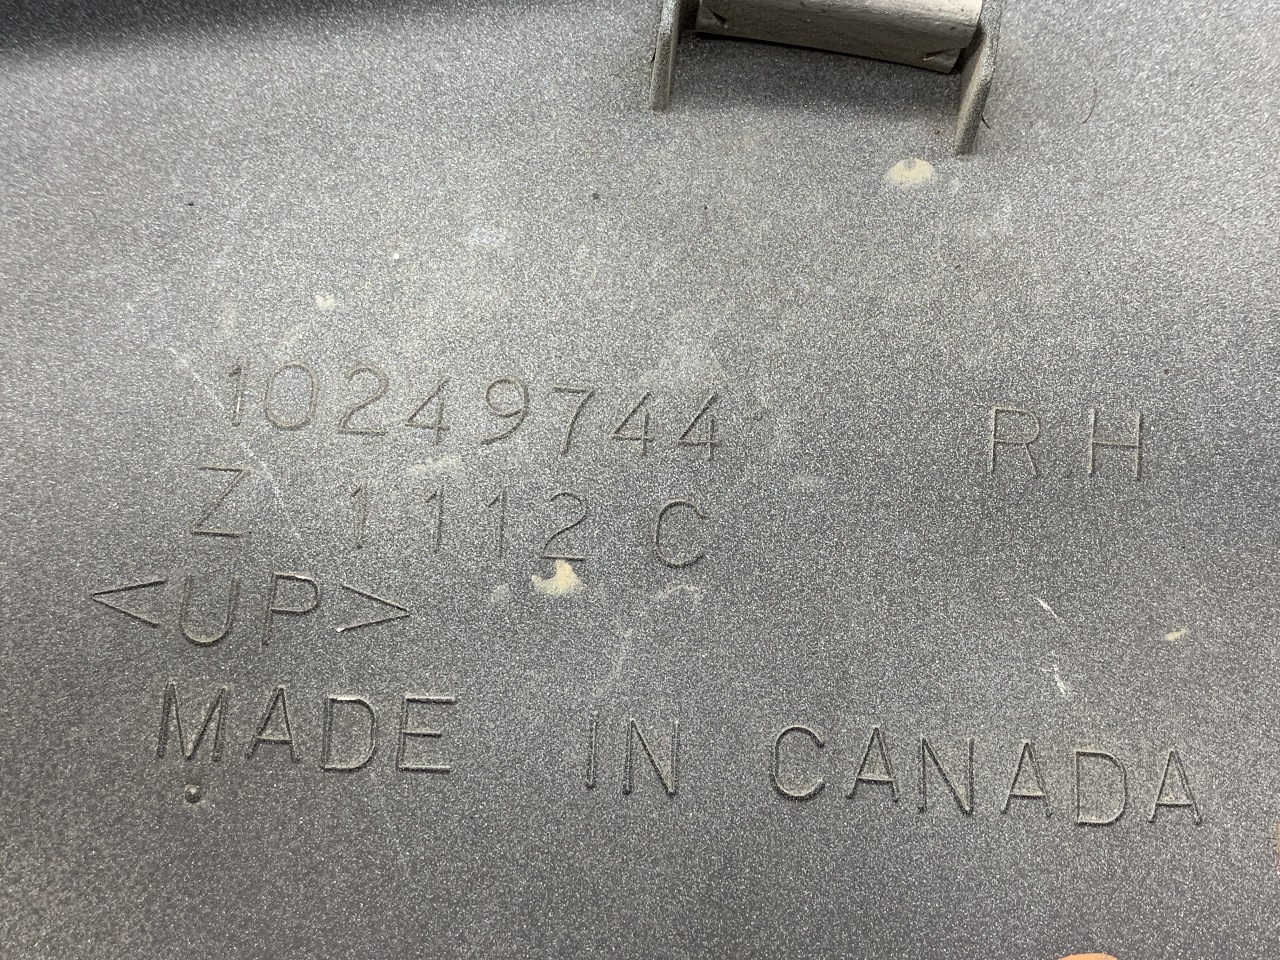 10249744 RH
Z 1112 C
<UP>
MADE IN CANADA